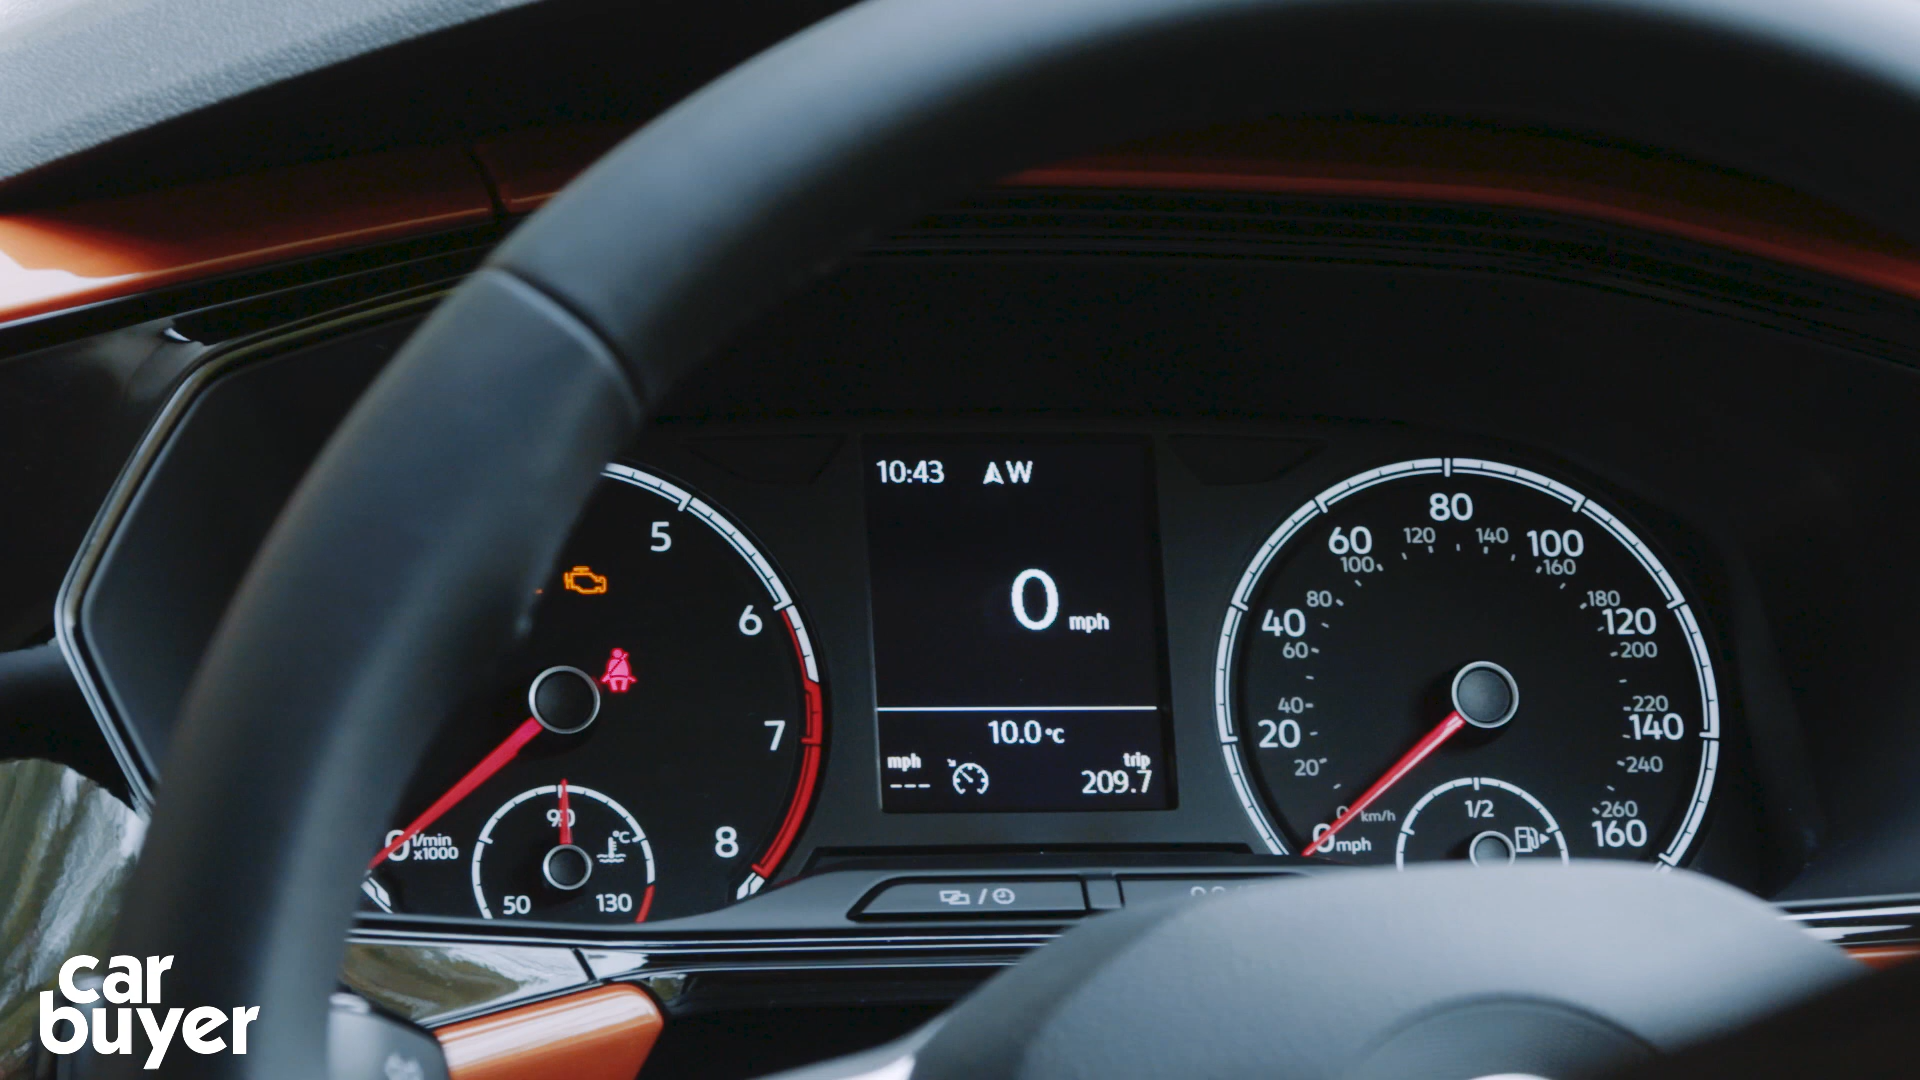 10:43 W
0 mph
10.0°C
mph trip
--- 209.7
5
6
7
8
0 1/min
x1000
90
°C
50 130
80
60 100
40 120
20 140
0 mph 160
120 140
100 160
80 180
60 200
40 220
20 240
0 km/h 260
1/2
car
buyer